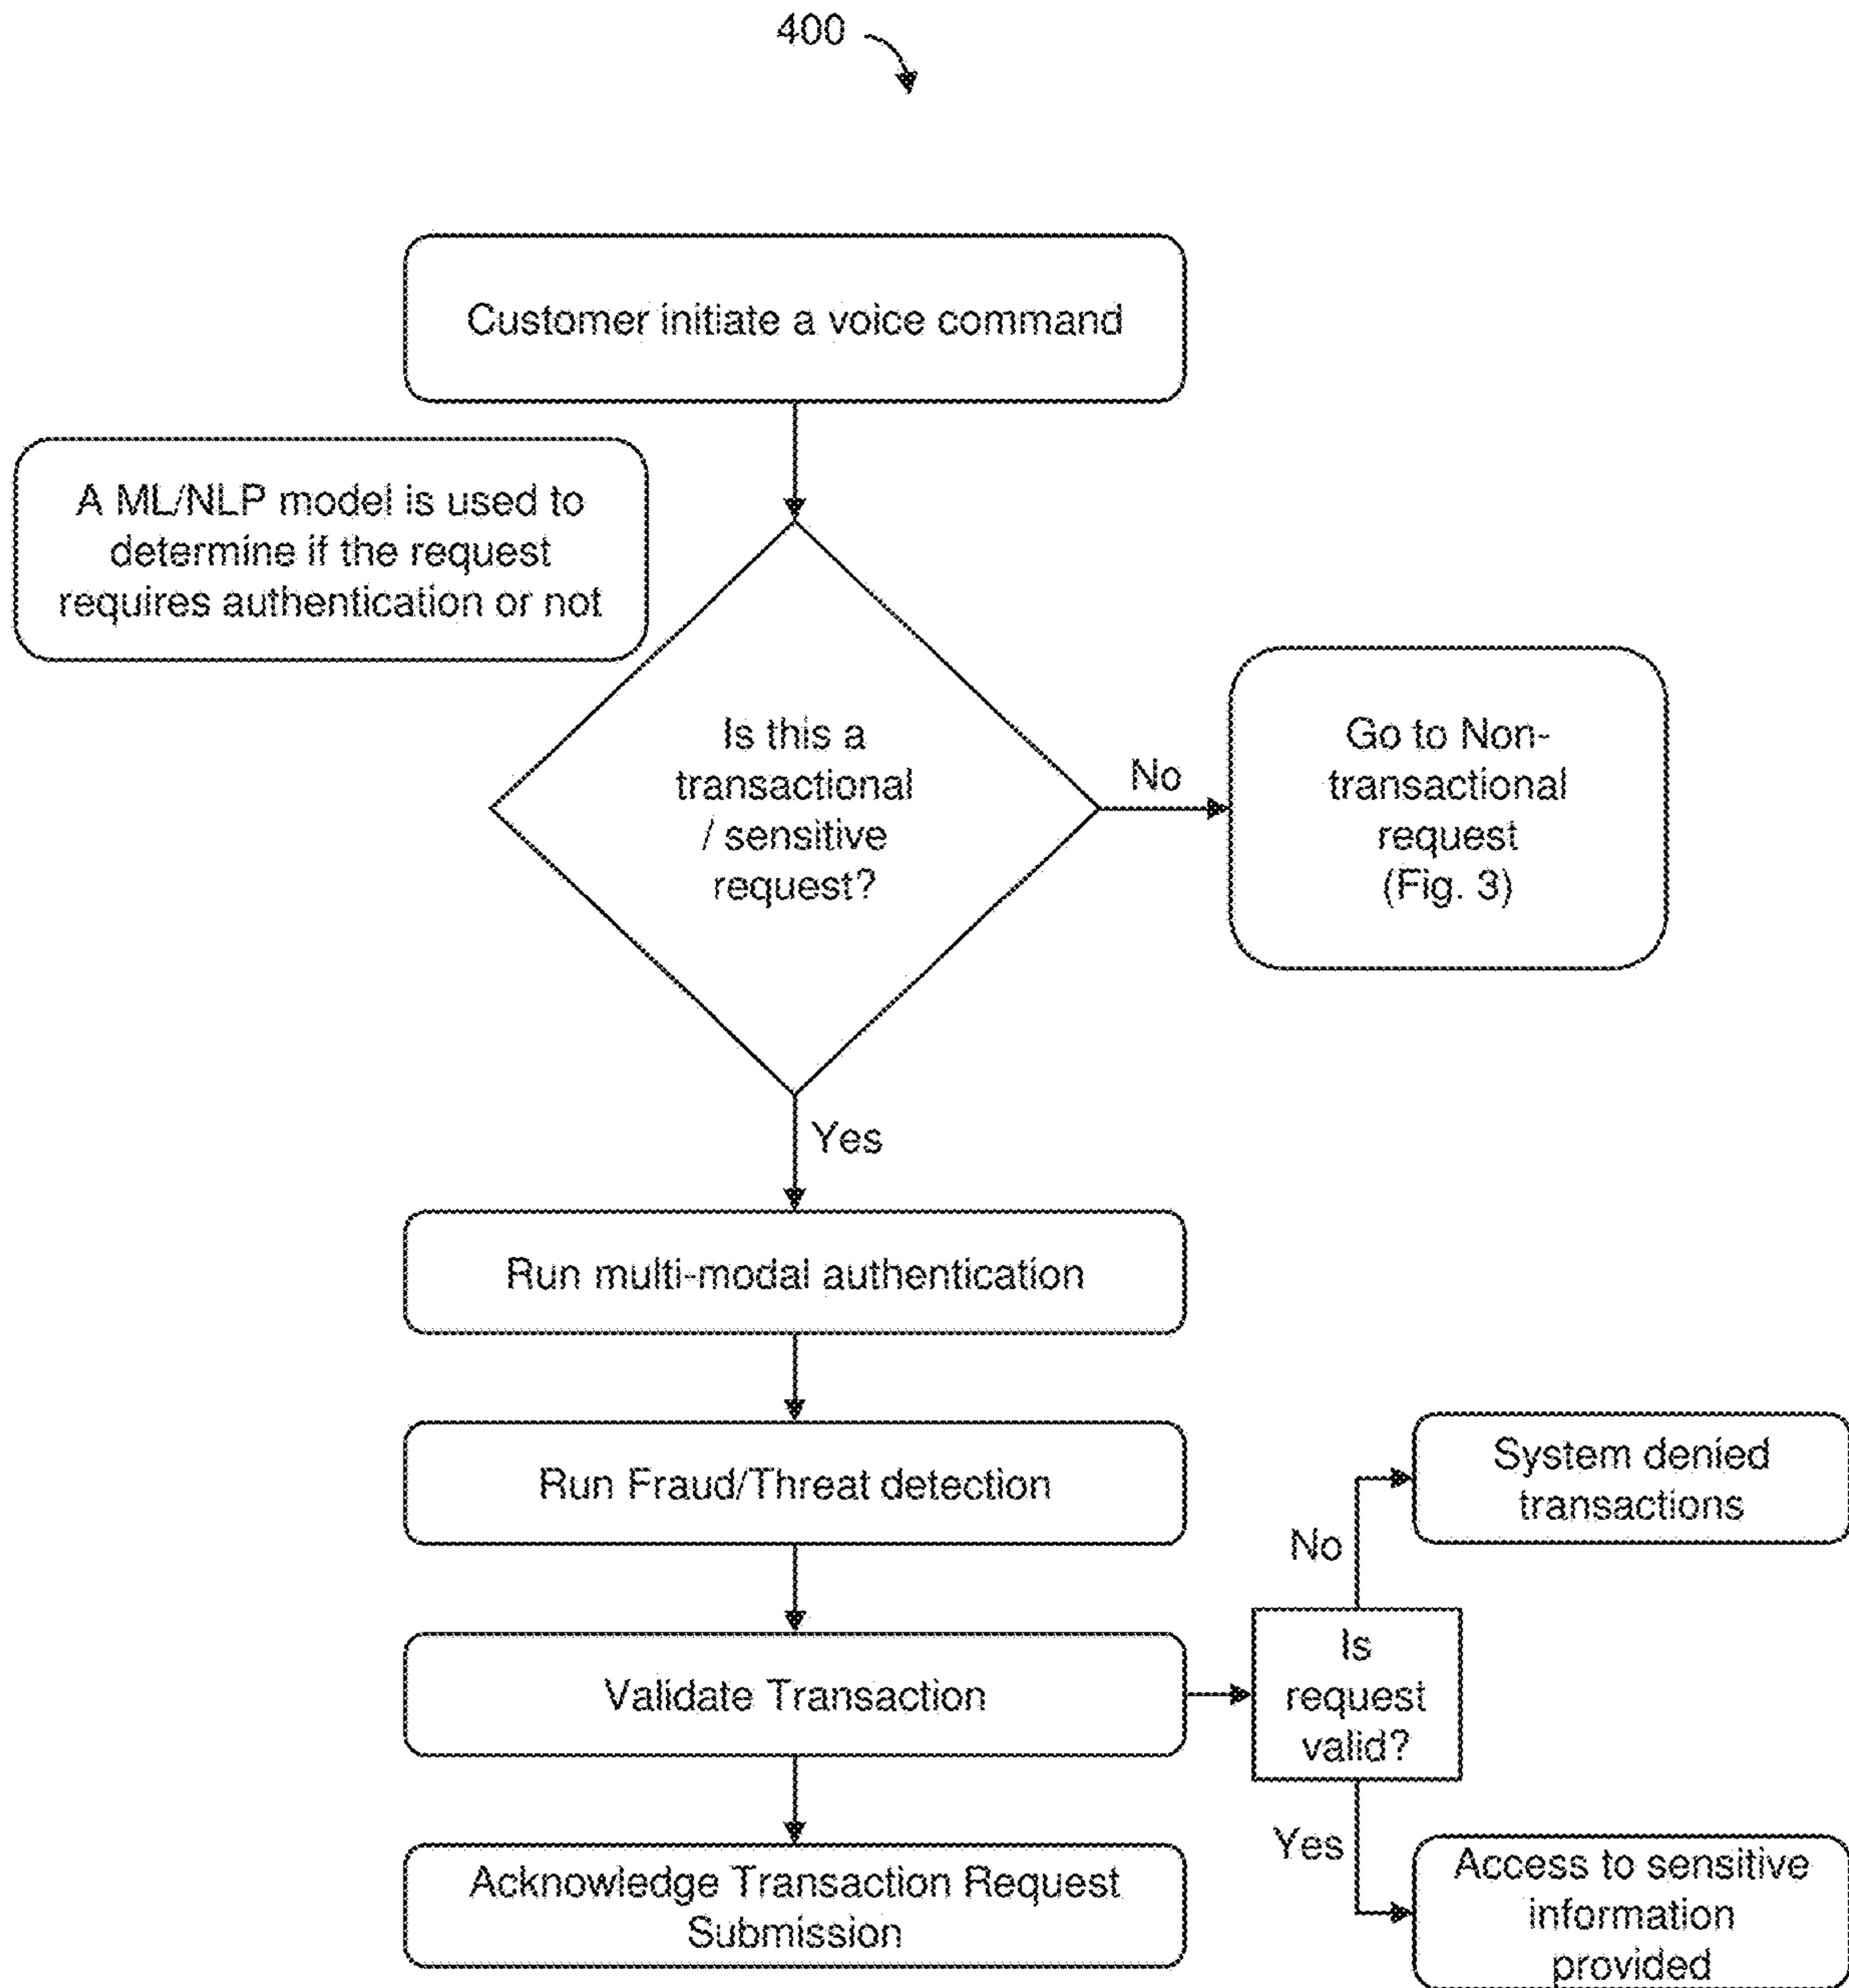 400
Customer initiate a voice command
A ML/NLP model is used to
determine if the request
requires authentication or not
Is this a
transactional
/ sensitive
request?
No
Go to Non-
transactional
request
(Fig. 3)
Yes
Run multi-modal authentication
Run Fraud/Threat detection
System denied
transactions
No
Validate Transaction
Is
request
valid?
Yes
Acknowledge Transaction Request
Submission
Access to sensitive
information
provided